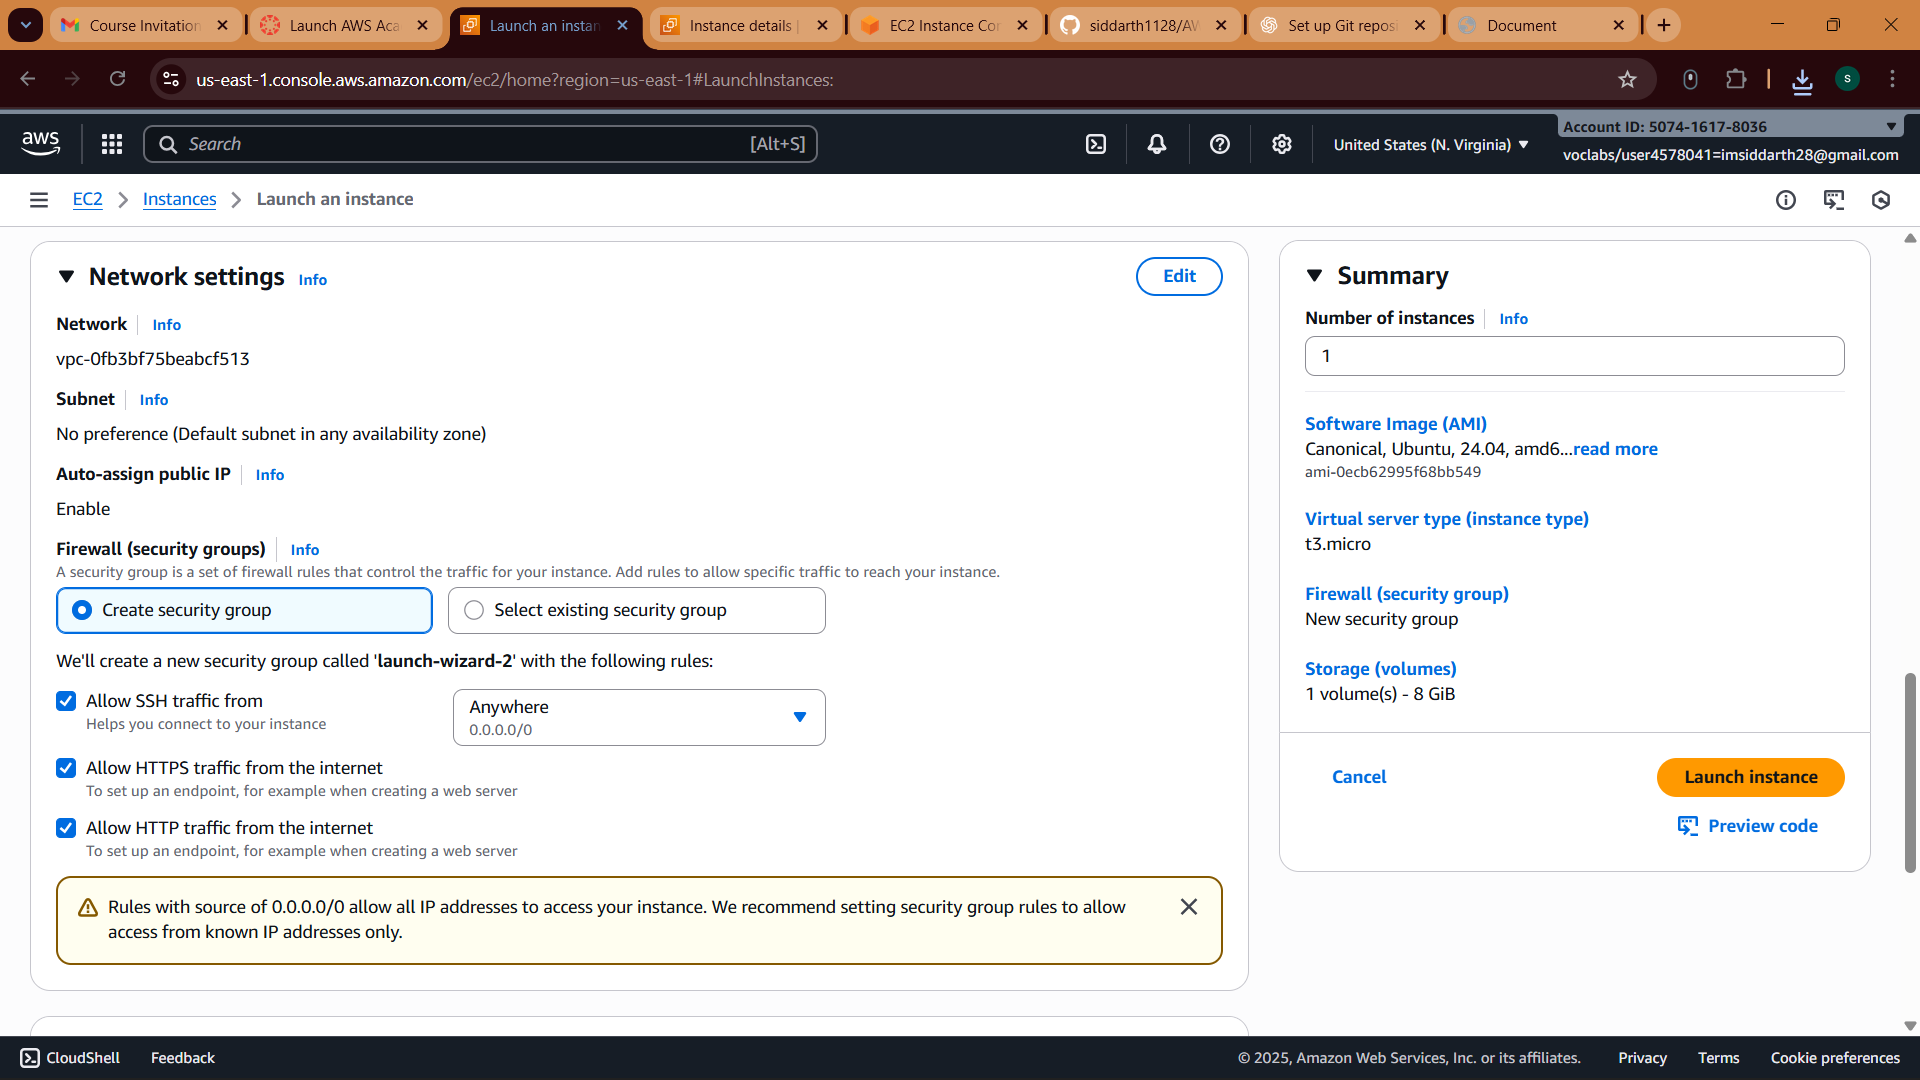 Course Invitation
Launch AWS Aca
Launch an instan
Instance details |
EC2 Instance Con
siddarth1128/AW
Set up Git reposi
Document
us-east-1.console.aws.amazon.com/ec2/home?region=us-east-1#LaunchInstances:
S
aws
Search
[Alt+S]
United States (N. Virginia)
Account ID: 5074-1617-8036
voclabs/user4578041=imsiddarth28@gmail.com
EC2
Instances
Launch an instance
Network settings
Info
Edit
Network
Info
vpc-0fb3bf75beabcf513
Subnet
Info
No preference (Default subnet in any availability zone)
Auto-assign public IP
Info
Enable
Firewall (security groups)
Info
A security group is a set of firewall rules that control the traffic for your instance. Add rules to allow specific traffic to reach your instance.
Create security group
Select existing security group
We'll create a new security group called 'launch-wizard-2' with the following rules:
Allow SSH traffic from
Helps you connect to your instance
Anywhere
0.0.0.0/0
Allow HTTPS traffic from the internet
To set up an endpoint, for example when creating a web server
Allow HTTP traffic from the internet
To set up an endpoint, for example when creating a web server
Rules with source of 0.0.0.0/0 allow all IP addresses to access your instance. We recommend setting security group rules to allow
access from known IP addresses only.
Summary
Number of instances
Info
1
Software Image (AMI)
Canonical, Ubuntu, 24.04, amd6...read more
ami-0ecb62995f68bb549
Virtual server type (instance type)
t3.micro
Firewall (security group)
New security group
Storage (volumes)
1 volume(s) - 8 GiB
Cancel
Launch instance
Preview code
CloudShell
Feedback
© 2025, Amazon Web Services, Inc. or its affiliates.
Privacy
Terms
Cookie preferences